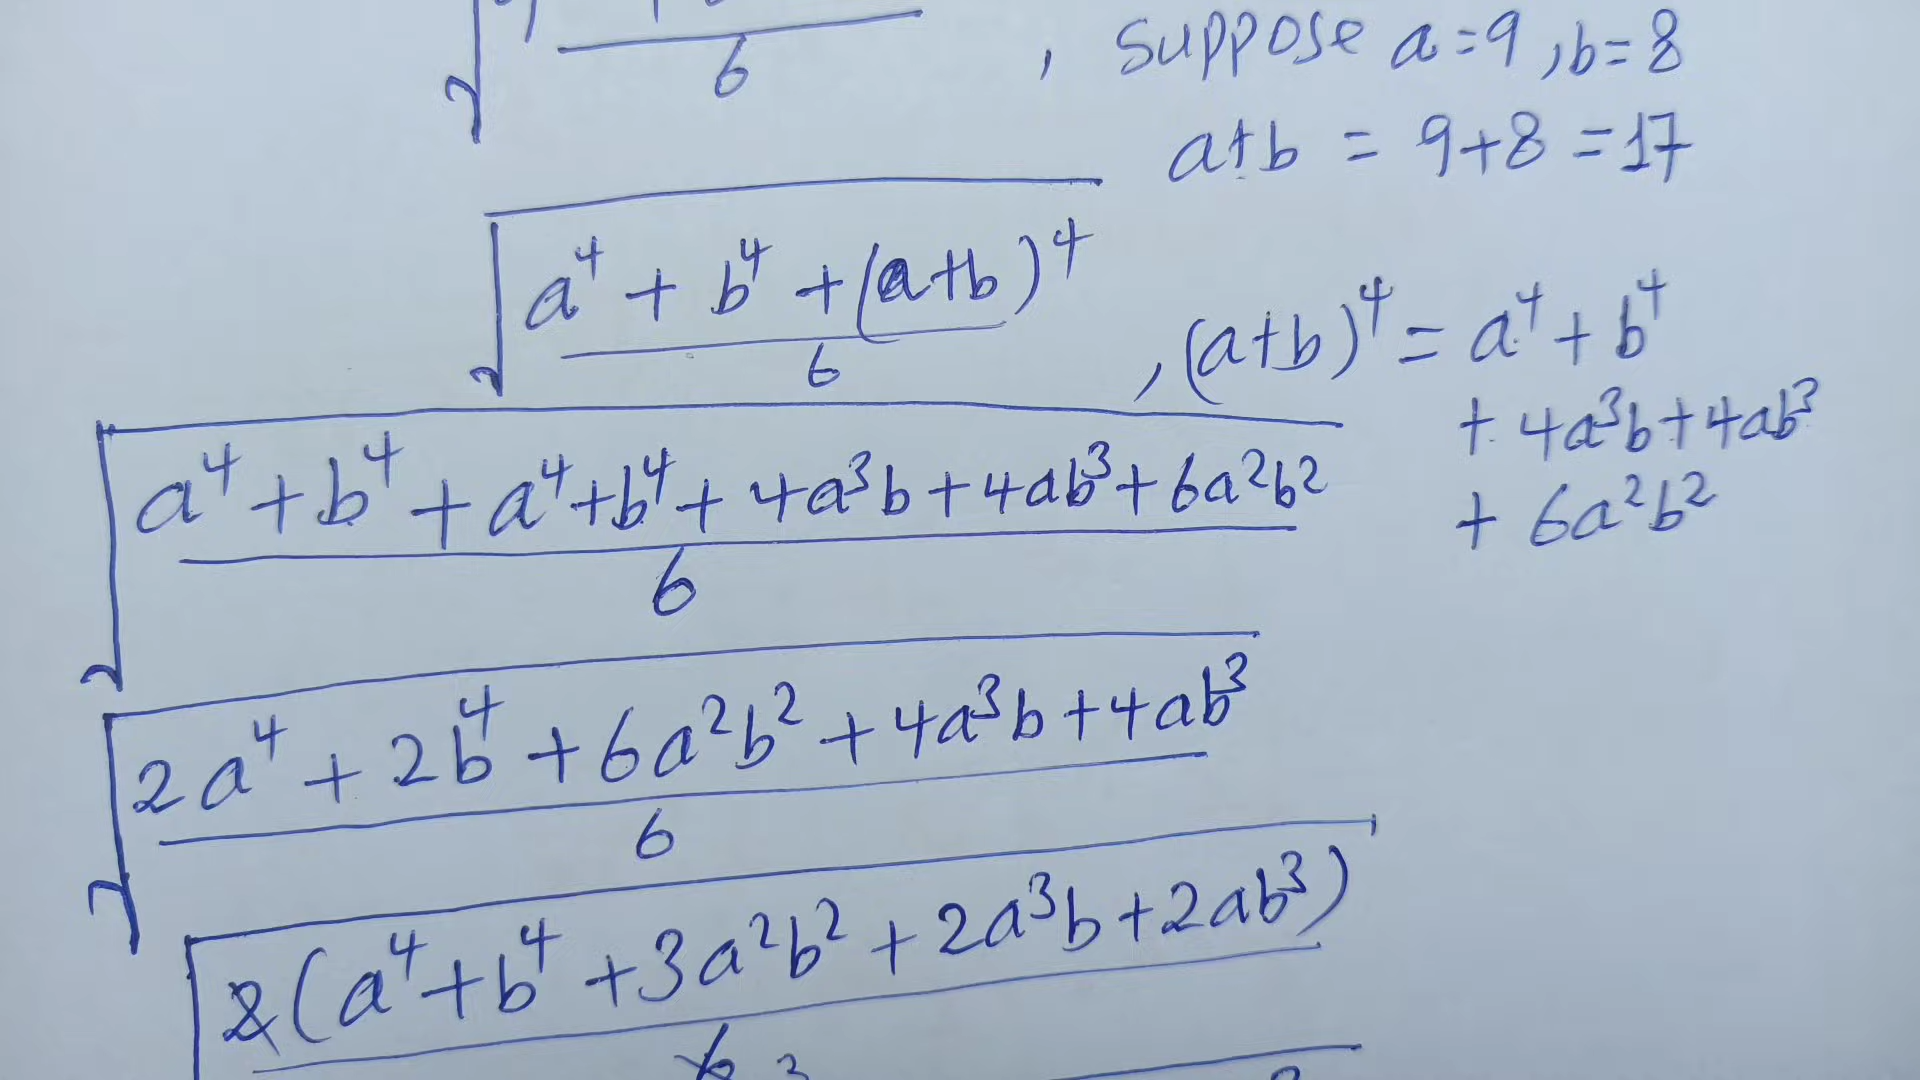 6 , suppose a=9, b=8
a+b = 9+8 = 17
√((a⁴ + b⁴ + (a+b)⁴)/6)
, (a+b)⁴ = a⁴ + b⁴
+ 4a³b + 4ab³
+ 6a²b²
√((a⁴ + b⁴ + a⁴ + b⁴ + 4a³b + 4ab³ + 6a²b²)/6)
√((2a⁴ + 2b⁴ + 6a²b² + 4a³b + 4ab³)/6)
√(2(a⁴ + b⁴ + 3a²b² + 2a³b + 2ab³)
6 3